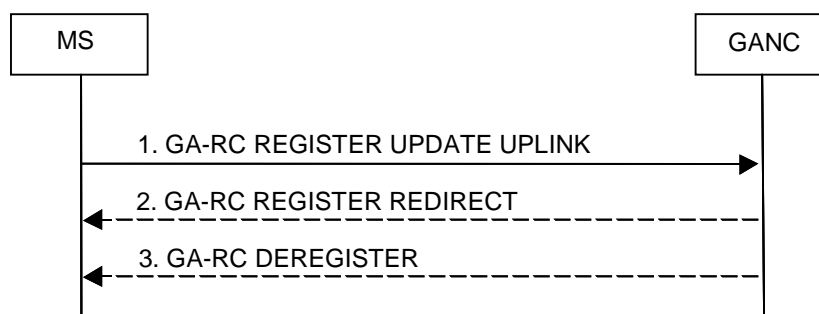 MS
GANC
1. GA-RC REGISTER UPDATE UPLINK
2. GA-RC REGISTER REDIRECT
3. GA-RC DEREGISTER